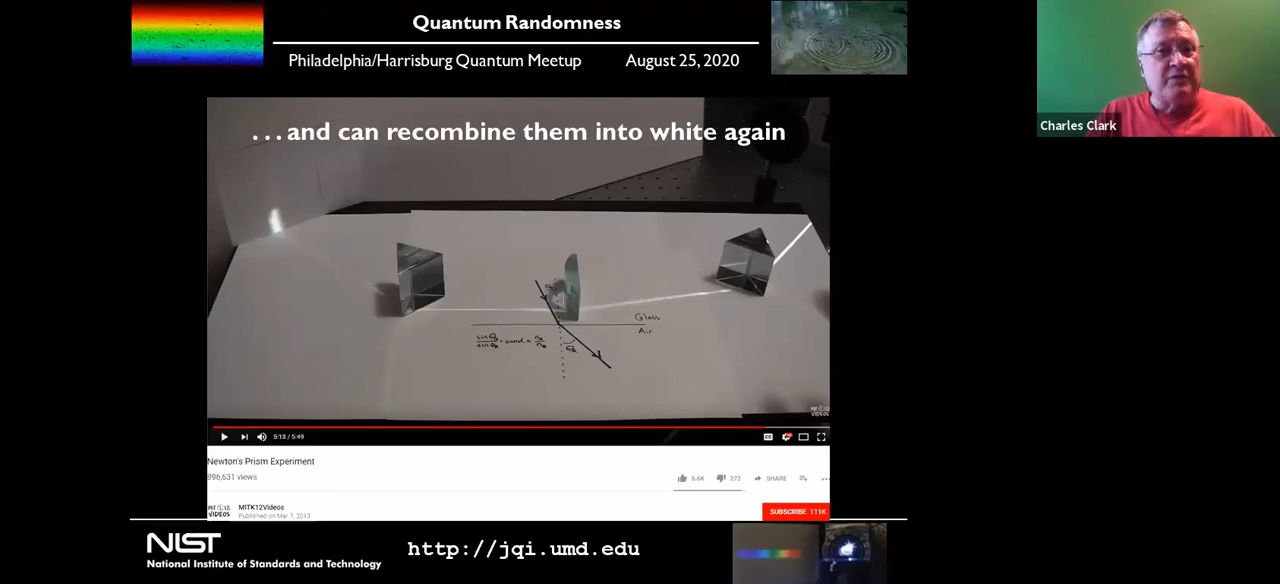 Quantum Randomness
Philadelphia/Harrisburg Quantum Meetup August 25, 2020
Charles Clark
...and can recombine them into white again
Glass
Air
5:13 / 5:49
Newton's Prism Experiment
896,631 views
5.6K 272 SHARE
MITK12Videos
Published on Mar 7, 2013
SUBSCRIBE 111K
NIST
National Institute of Standards and Technology
http://jqi.umd.edu